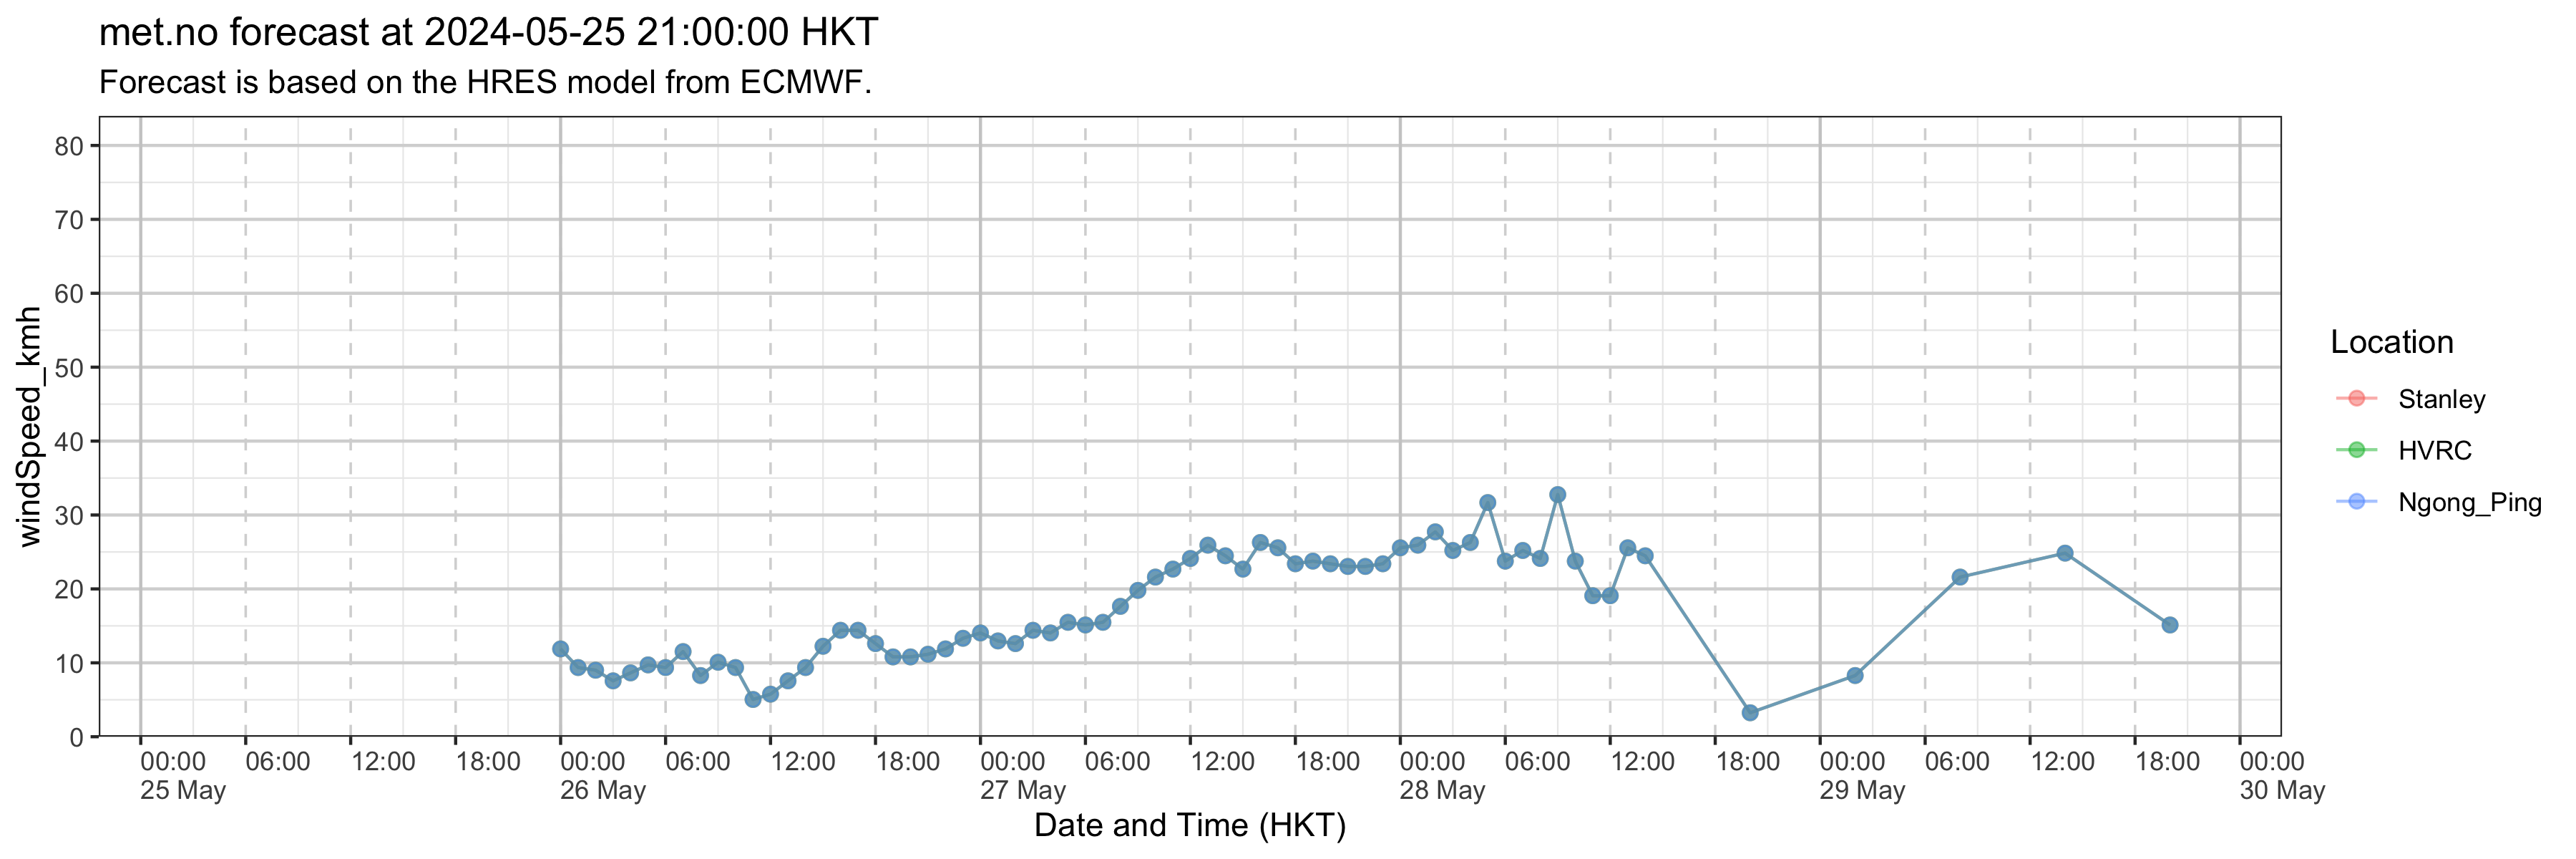 met.no forecast at 2024-05-25 21:00:00 HKT
Forecast is based on the HRES model from ECMWF.
windSpeed_kmh
80
70
60
50
40
30
20
10
0
00:00 06:00 12:00 18:00 00:00 06:00 12:00 18:00 00:00 06:00 12:00 18:00 00:00 06:00 12:00 18:00 00:00 06:00 12:00 18:00 00:00
25 May 26 May 27 May 28 May 29 May 30 May
Date and Time (HKT)
Location
Stanley
HVRC
Ngong_Ping